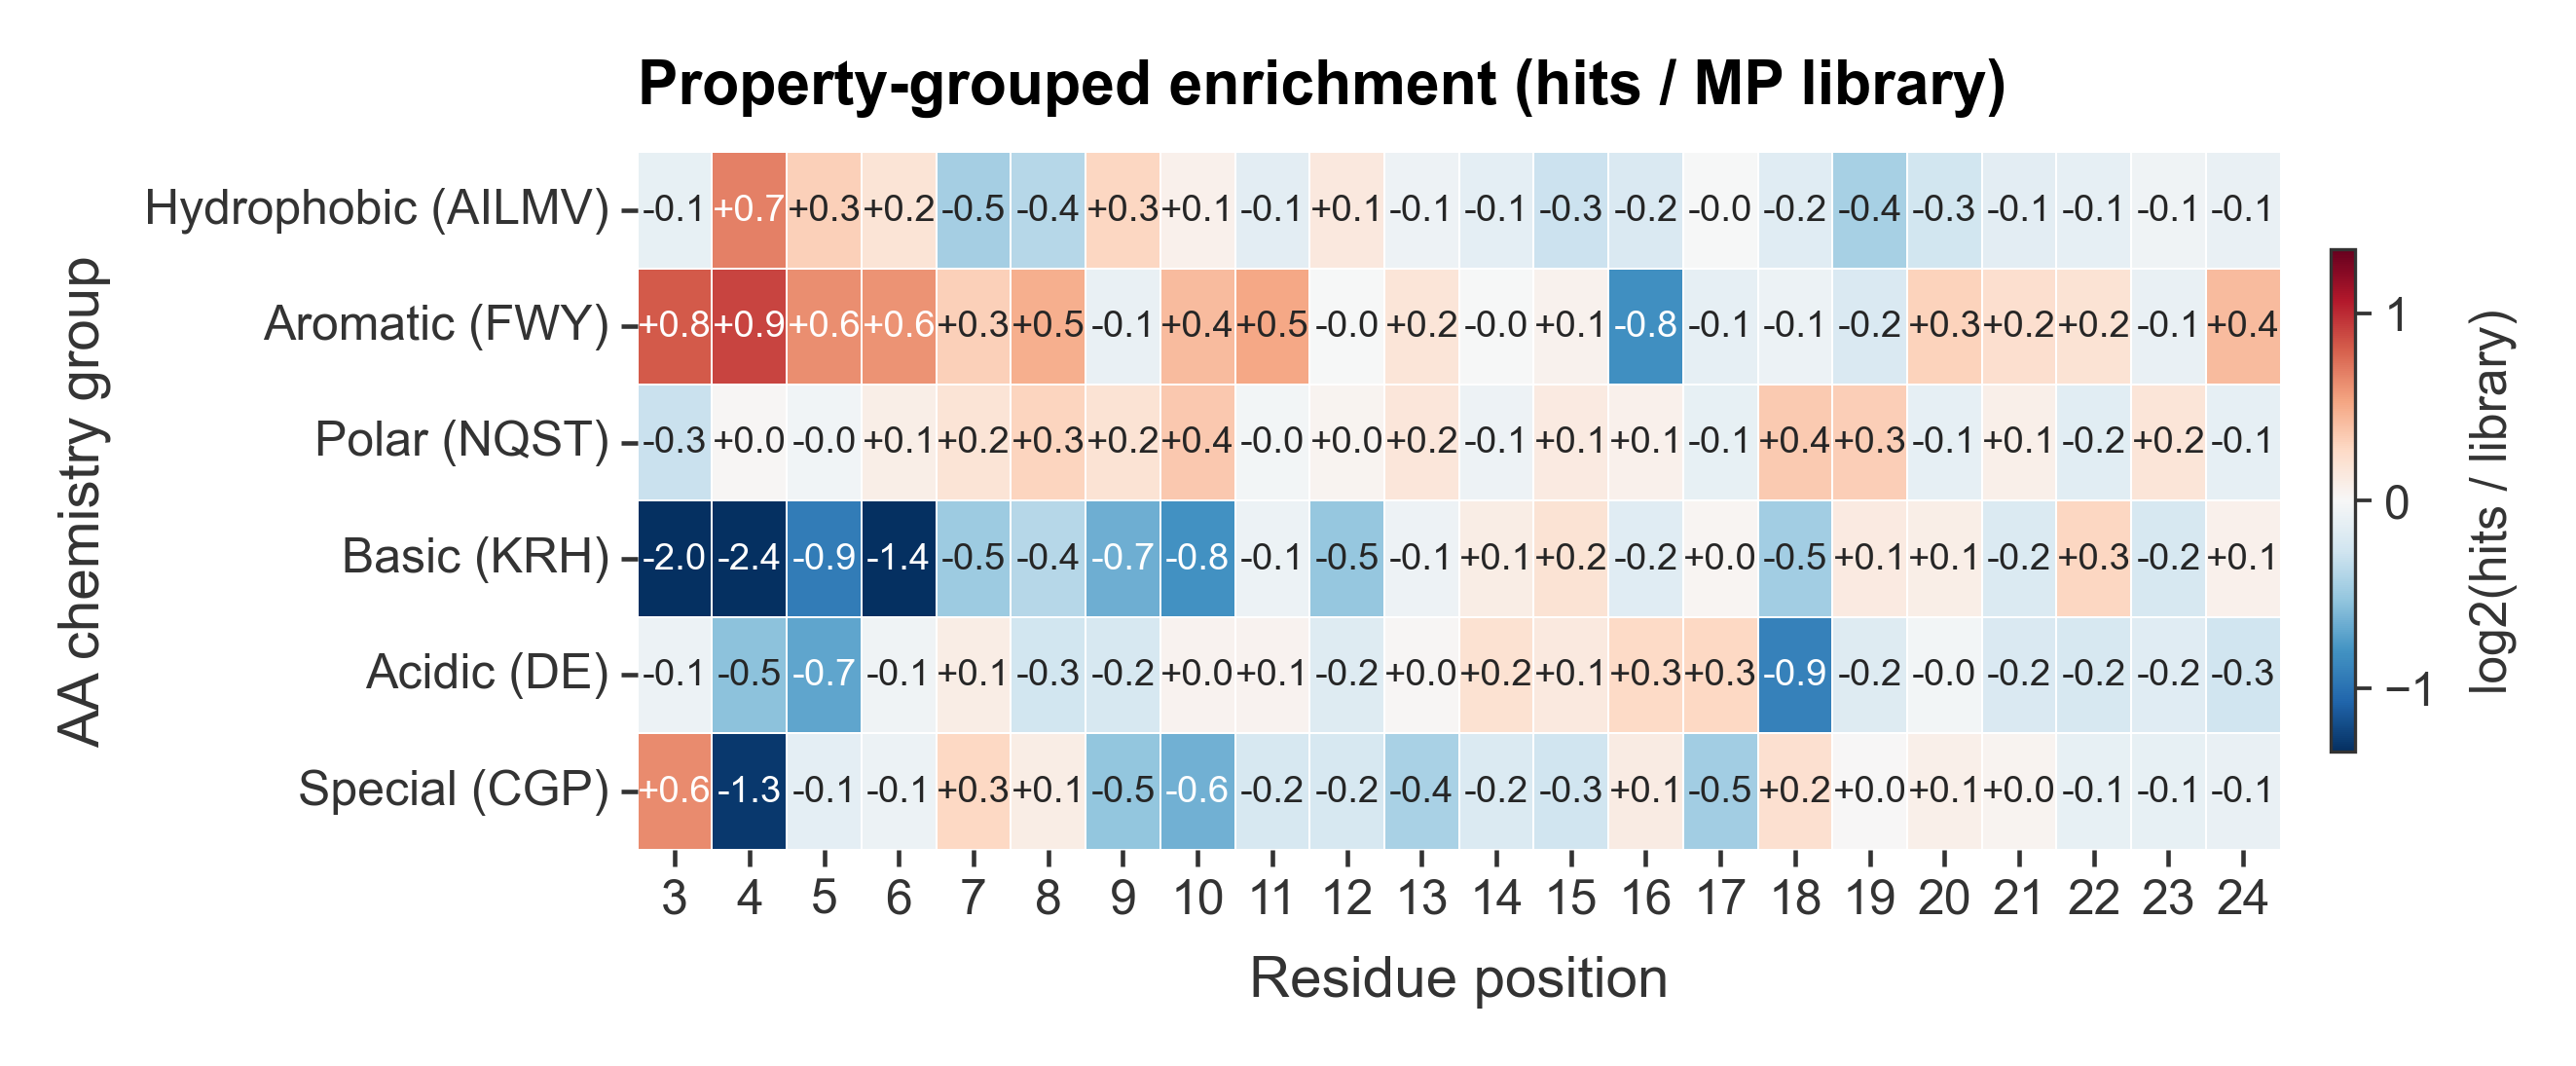 Property-grouped enrichment (hits / MP library)
Hydrophobic (AILMV) -0.1 +0.7 +0.3 +0.2 -0.5 -0.4 +0.3 +0.1 -0.1 +0.1 -0.1 -0.1 -0.3 -0.2 -0.0 -0.2 -0.4 -0.3 -0.1 -0.1 -0.1 -0.1
Aromatic (FWY) +0.8 +0.9 +0.6 +0.6 +0.3 +0.5 -0.1 +0.4 +0.5 -0.0 +0.2 -0.0 +0.1 -0.8 -0.1 -0.1 -0.2 +0.3 +0.2 +0.2 -0.1 +0.4
Polar (NQST) -0.3 +0.0 -0.0 +0.1 +0.2 +0.3 +0.2 +0.4 -0.0 +0.0 +0.2 -0.1 +0.1 +0.1 -0.1 +0.4 +0.3 -0.1 +0.1 -0.2 +0.2 -0.1
Basic (KRH) -2.0 -2.4 -0.9 -1.4 -0.5 -0.4 -0.7 -0.8 -0.1 -0.5 -0.1 +0.1 +0.2 -0.2 +0.0 -0.5 +0.1 +0.1 -0.2 +0.3 -0.2 +0.1
Acidic (DE) -0.1 -0.5 -0.7 -0.1 +0.1 -0.3 -0.2 +0.0 +0.1 -0.2 +0.0 +0.2 +0.1 +0.3 +0.3 -0.9 -0.2 -0.0 -0.2 -0.2 -0.2 -0.3
Special (CGP) +0.6 -1.3 -0.1 -0.1 +0.3 +0.1 -0.5 -0.6 -0.2 -0.2 -0.4 -0.2 -0.3 +0.1 -0.5 +0.2 +0.0 +0.1 +0.0 -0.1 -0.1 -0.1
3 4 5 6 7 8 9 10 11 12 13 14 15 16 17 18 19 20 21 22 23 24
Residue position
AA chemistry group
1
0
−1
log2(hits / library)